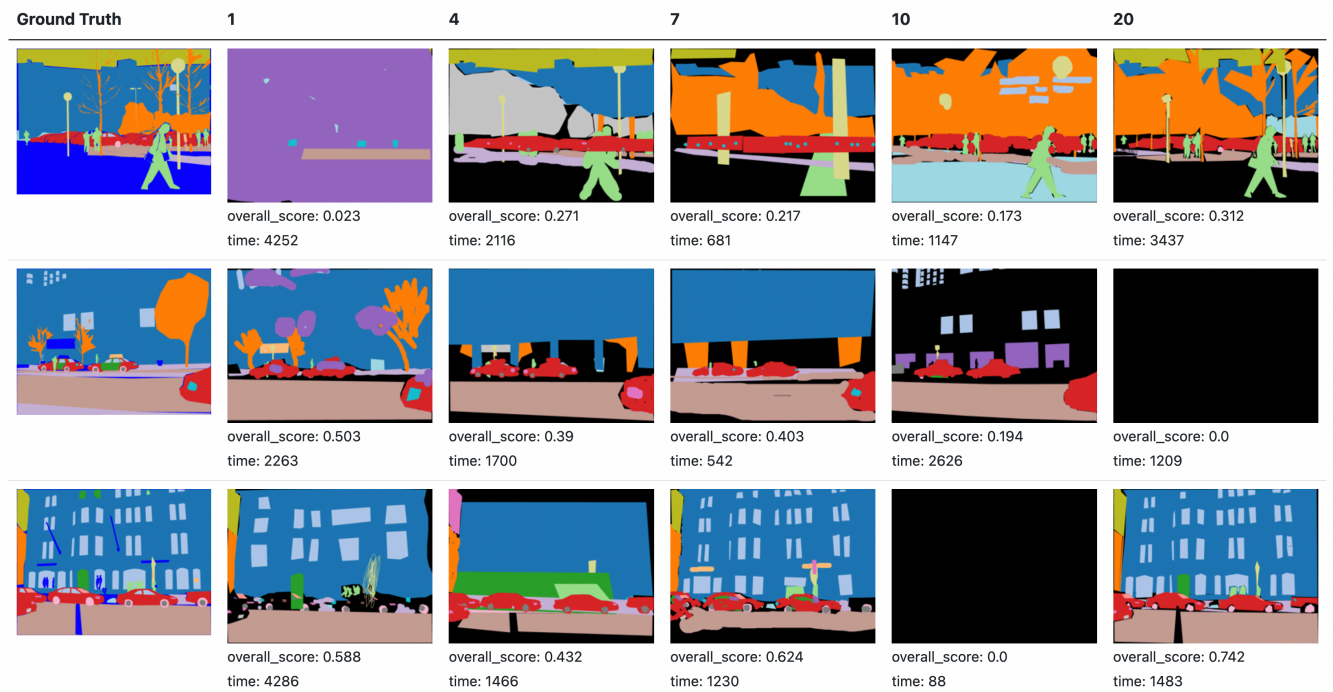 Ground Truth 1 4 7 10 20
overall_score: 0.023 overall_score: 0.271 overall_score: 0.217 overall_score: 0.173 overall_score: 0.312
time: 4252 time: 2116 time: 681 time: 1147 time: 3437
overall_score: 0.503 overall_score: 0.39 overall_score: 0.403 overall_score: 0.194 overall_score: 0.0
time: 2263 time: 1700 time: 542 time: 2626 time: 1209
overall_score: 0.588 overall_score: 0.432 overall_score: 0.624 overall_score: 0.0 overall_score: 0.742
time: 4286 time: 1466 time: 1230 time: 88 time: 1483